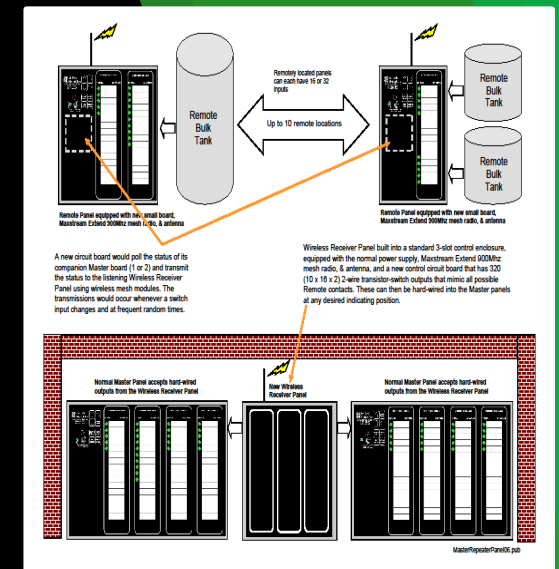 Remotely located panels
can each have 16 or 32
inputs
Remote
Bulk
Tank
Up to 10 remote locations
Remote
Bulk
Tank
Remote
Bulk
Tank
Remote Panel equipped with new small board,
Maxstream Extend 900Mhz mesh radio, & antenna
Remote Panel equipped with new small board,
Maxstream Extend 900Mhz mesh radio, & antenna
A new circuit board would poll the status of its
companion Master board (1 or 2) and transmit
the status to the listening Wireless Receiver
Panel using wireless mesh modules. The
transmissions would occur whenever a switch
input changes and at frequent random times.
Wireless Receiver Panel built into a standard 3-slot control enclosure,
equipped with the normal power supply, Maxstream Extend 900Mhz
mesh radio, & antenna, and a new control circuit board that has 320
(10 x 16 x 2) 2-wire transistor-switch outputs that mimic all possible
Remote contacts. These can then be hard-wired into the Master panels
at any desired indicating position.
Normal Master Panel accepts hard-wired
outputs from the Wireless Receiver Panel
New Wireless
Receiver Panel
Normal Master Panel accepts hard-wired
outputs from the Wireless Receiver Panel
MasterRepeaterPanel06.pub